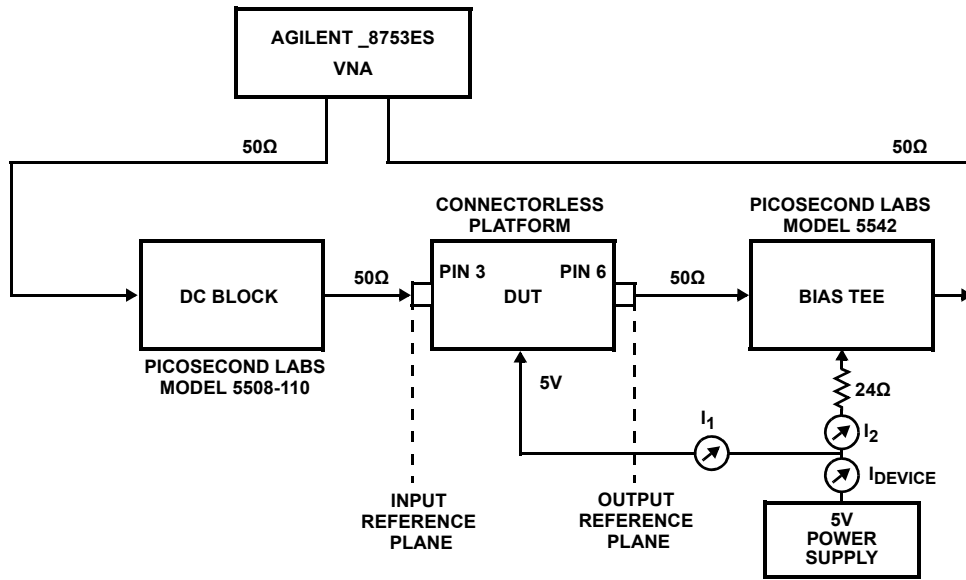 AGILENT _8753ES
VNA
50Ω
50Ω
CONNECTORLESS
PLATFORM
PICOSECOND LABS
MODEL 5542
DC BLOCK
50Ω
PIN 3
DUT
PIN 6
50Ω
BIAS TEE
PICOSECOND LABS
MODEL 5508-110
5V
24Ω
I1
I2
IDEVICE
INPUT
REFERENCE
PLANE
OUTPUT
REFERENCE
PLANE
5V
POWER
SUPPLY